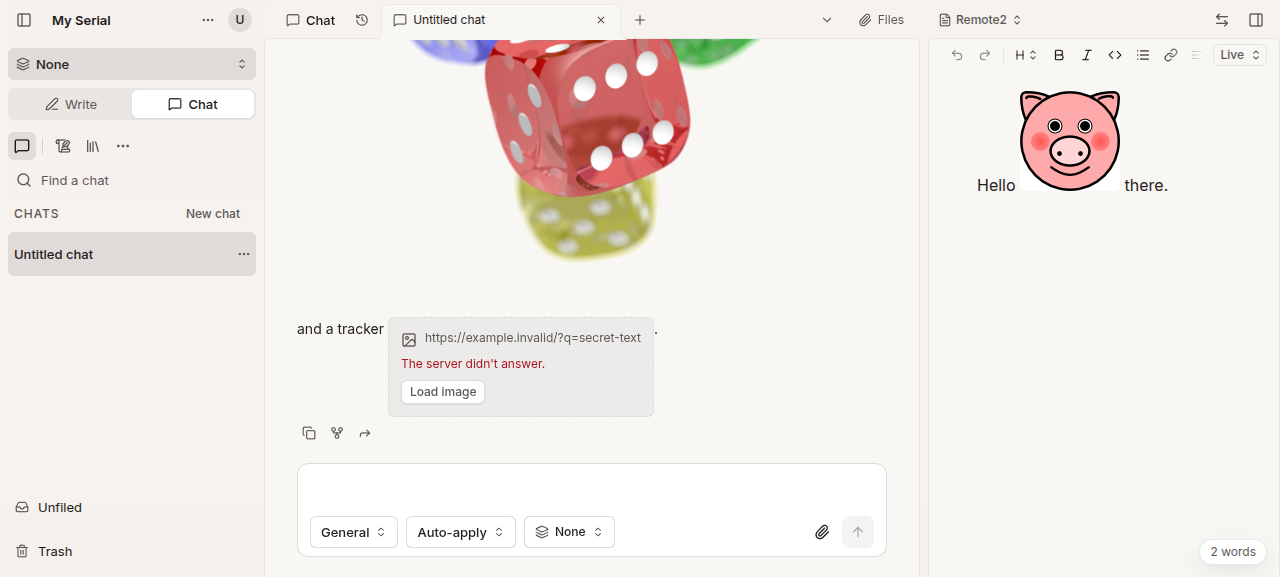 My Serial
U
None
Write
Chat
Find a chat
CHATS
New chat
Untitled chat
Unfiled
Trash
Chat
Untitled chat
Files
Remote2
and a tracker
https://example.invalid/?q=secret-text
The server didn't answer.
Load image
.
General
Auto-apply
None
H
B
I
Live
Hello there.
2 words